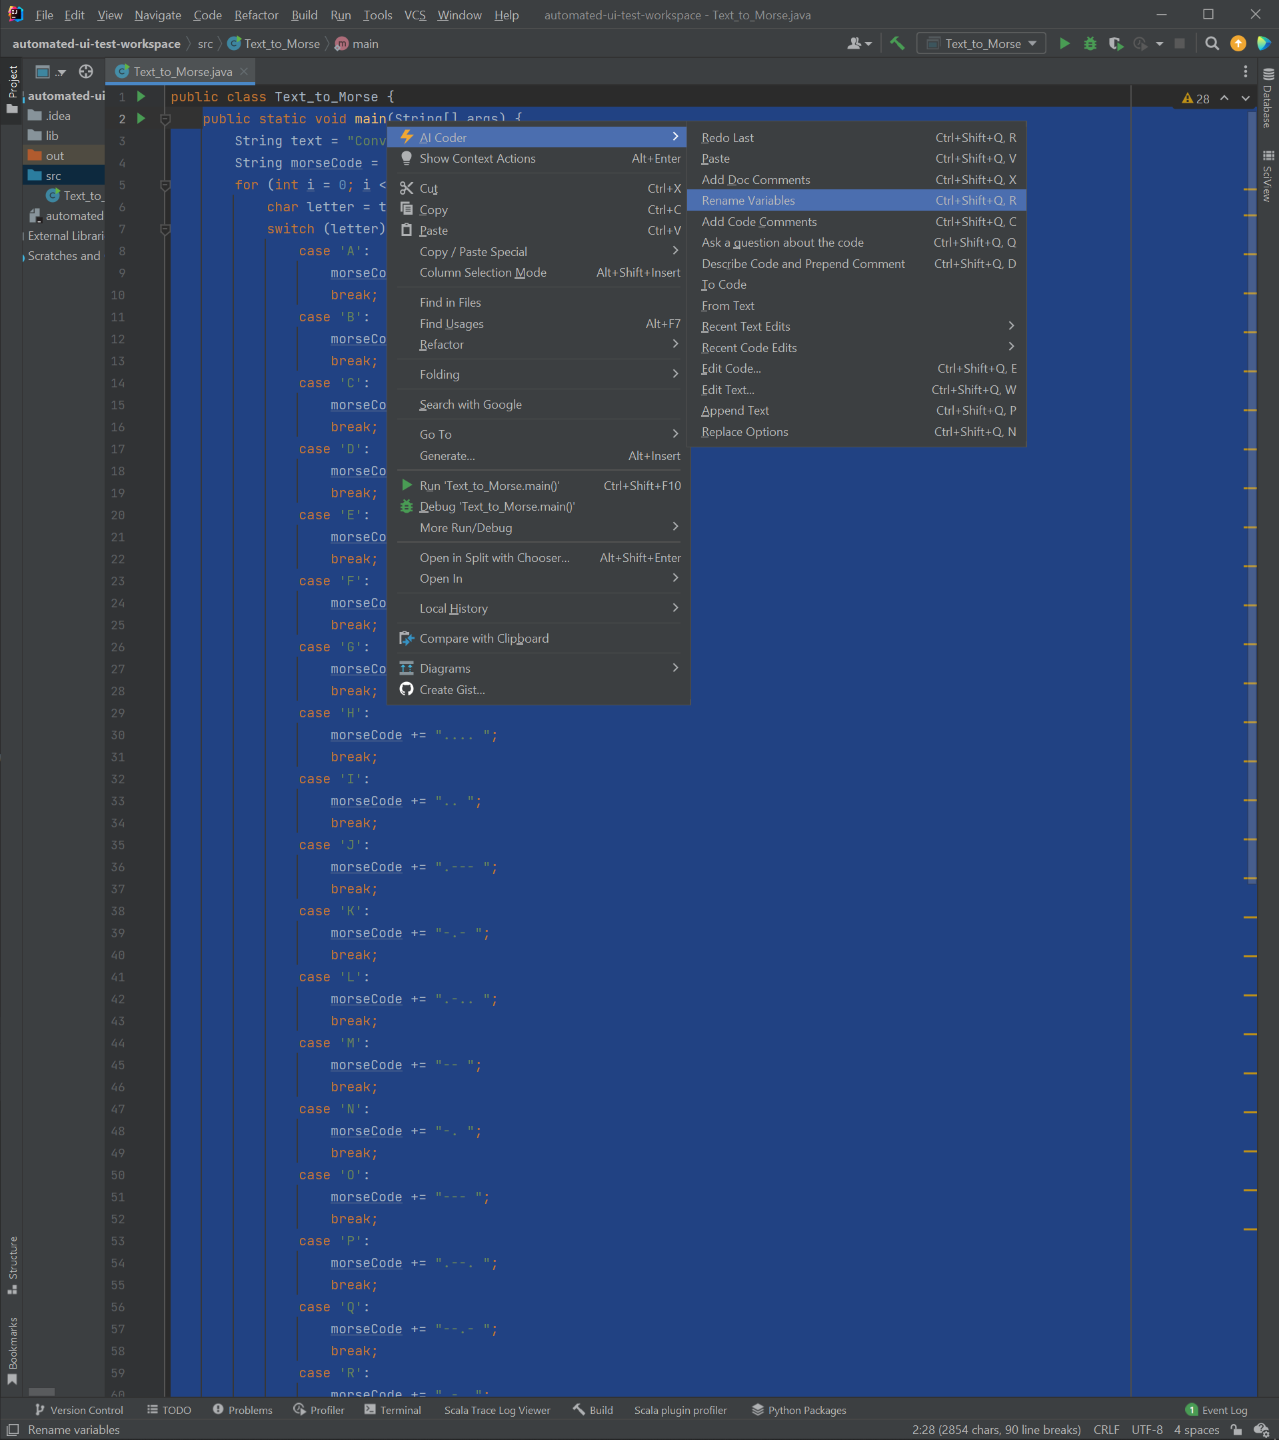 File Edit View Navigate Code Refactor Build Run Tools VCS Window Help automated-ui-test-workspace - Text_to_Morse.java
automated-ui-test-workspace src Text_to_Morse main Text_to_Morse
Project
Text_to_Morse.java
automated-ui
.idea
lib
out
src
Text_to_
automated
External Librari
Scratches and
Structure
Bookmarks
1 public class Text_to_Morse {
2 public static void main(String[] args) {
3 String text = "Conv
4 String morseCode =
5 for (int i = 0; i <
6 char letter = t
7 switch (letter)
8 case 'A':
9 morseCo
10 break;
11 case 'B':
12 morseCo
13 break;
14 case 'C':
15 morseCo
16 break;
17 case 'D':
18 morseCo
19 break;
20 case 'E':
21 morseCo
22 break;
23 case 'F':
24 morseCo
25 break;
26 case 'G':
27 morseCo
28 break;
29 case 'H':
30 morseCode += ".... ";
31 break;
32 case 'I':
33 morseCode += ".. ";
34 break;
35 case 'J':
36 morseCode += ".--- ";
37 break;
38 case 'K':
39 morseCode += "-.- ";
40 break;
41 case 'L':
42 morseCode += ".-.. ";
43 break;
44 case 'M':
45 morseCode += "-- ";
46 break;
47 case 'N':
48 morseCode += "-. ";
49 break;
50 case 'O':
51 morseCode += "--- ";
52 break;
53 case 'P':
54 morseCode += ".--. ";
55 break;
56 case 'Q':
57 morseCode += "--.- ";
58 break;
59 case 'R':
60 morseCode += ".-. ";
28
Database
SciView
AI Coder
Show Context Actions Alt+Enter
Cut Ctrl+X
Copy Ctrl+C
Paste Ctrl+V
Copy / Paste Special
Column Selection Mode Alt+Shift+Insert
Find in Files
Find Usages Alt+F7
Refactor
Folding
Search with Google
Go To
Generate... Alt+Insert
Run 'Text_to_Morse.main()' Ctrl+Shift+F10
Debug 'Text_to_Morse.main()'
More Run/Debug
Open in Split with Chooser... Alt+Shift+Enter
Open In
Local History
Compare with Clipboard
Diagrams
Create Gist...
Redo Last Ctrl+Shift+Q, R
Paste Ctrl+Shift+Q, V
Add Doc Comments Ctrl+Shift+Q, X
Rename Variables Ctrl+Shift+Q, R
Add Code Comments Ctrl+Shift+Q, C
Ask a question about the code Ctrl+Shift+Q, Q
Describe Code and Prepend Comment Ctrl+Shift+Q, D
To Code
From Text
Recent Text Edits
Recent Code Edits
Edit Code... Ctrl+Shift+Q, E
Edit Text... Ctrl+Shift+Q, W
Append Text Ctrl+Shift+Q, P
Replace Options Ctrl+Shift+Q, N
Version Control TODO Problems Profiler Terminal Scala Trace Log Viewer Build Scala plugin profiler Python Packages 1 Event Log
Rename variables 2:28 (2854 chars, 90 line breaks) CRLF UTF-8 4 spaces